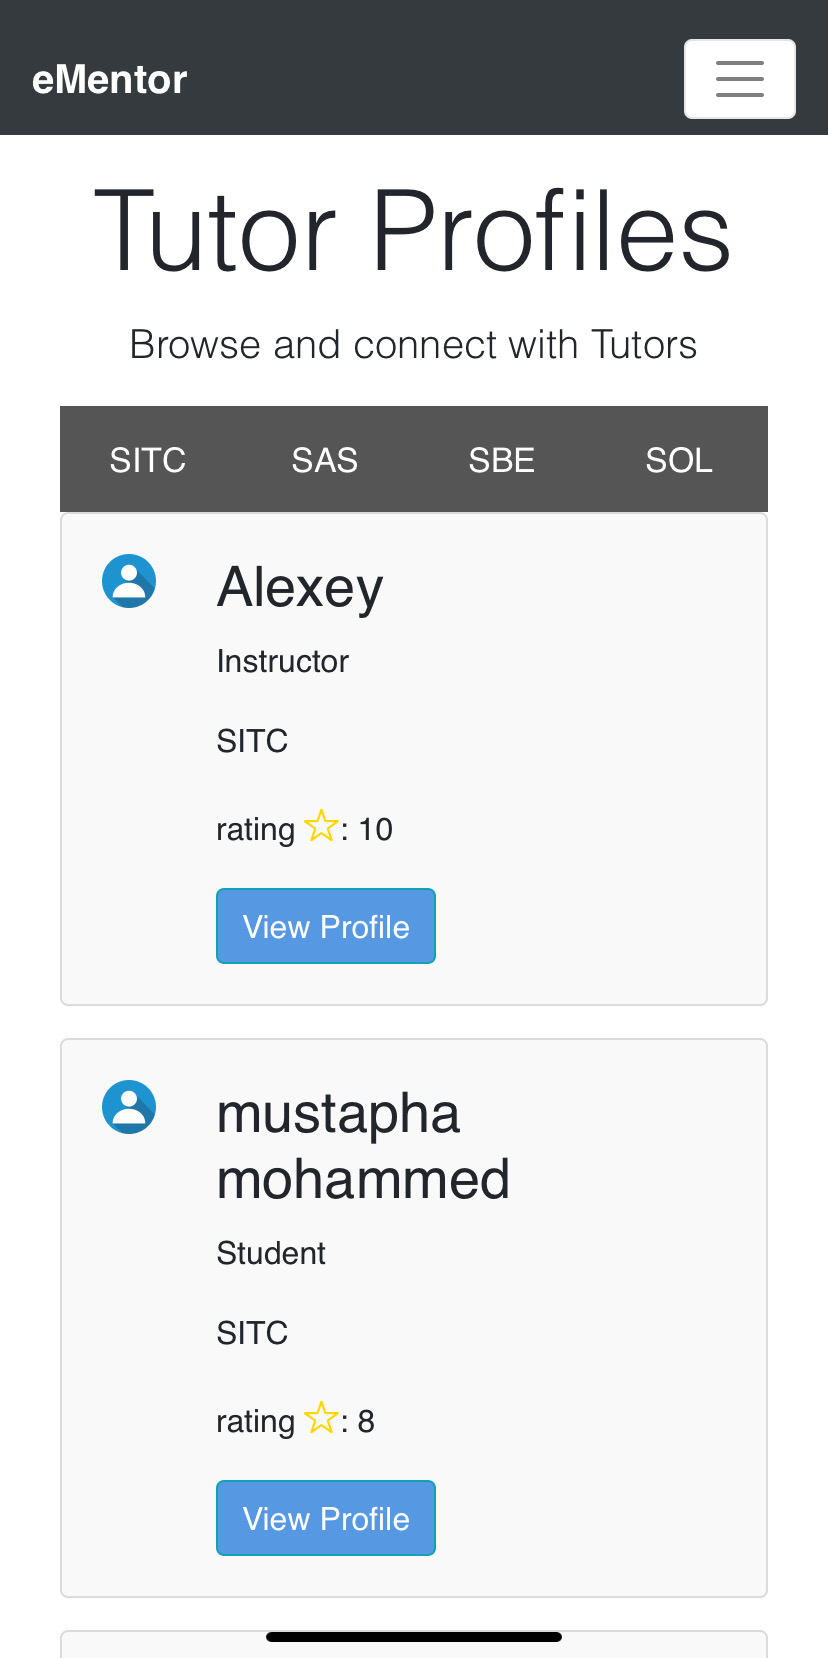 eMentor
Tutor Profiles
Browse and connect with Tutors
SITC SAS SBE SOL
Alexey
Instructor
SITC
rating ☆: 10
View Profile
mustapha
mohammed
Student
SITC
rating ☆: 8
View Profile